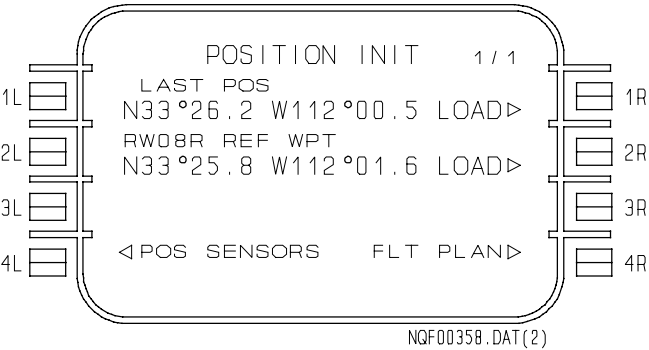 POSITION INIT 1/1
LAST POS
1L N33°26.2 W112°00.5 LOAD▷ 1R
RW08R REF WPT
2L N33°25.8 W112°01.6 LOAD▷ 2R
3L 3R
4L ◁POS SENSORS FLT PLAN▷ 4R
NQF00358.DAT(2)